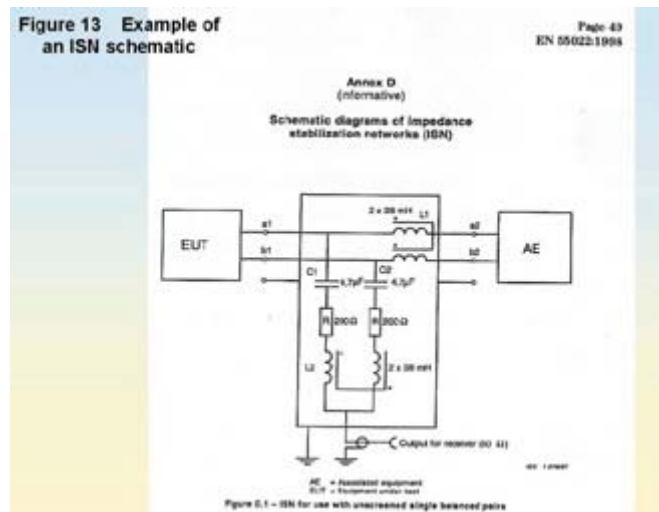 Figure 13 Example of
an ISN schematic
Page 49
EN 55022:1998
Annex D
(informative)
Schematic diagrams of impedance
stabilization networks (ISN)
2 x 38 mH L1
a1
a2
EUT
AE
b1
b2
C1
C2
4,7µF
4,7µF
R 200Ω
R 200Ω
L2
2 x 38 mH
Output for receiver (50 Ω)
AE = Associated equipment
EUT = Equipment under test
Figure D.1 – ISN for use with unscreened single balanced pairs